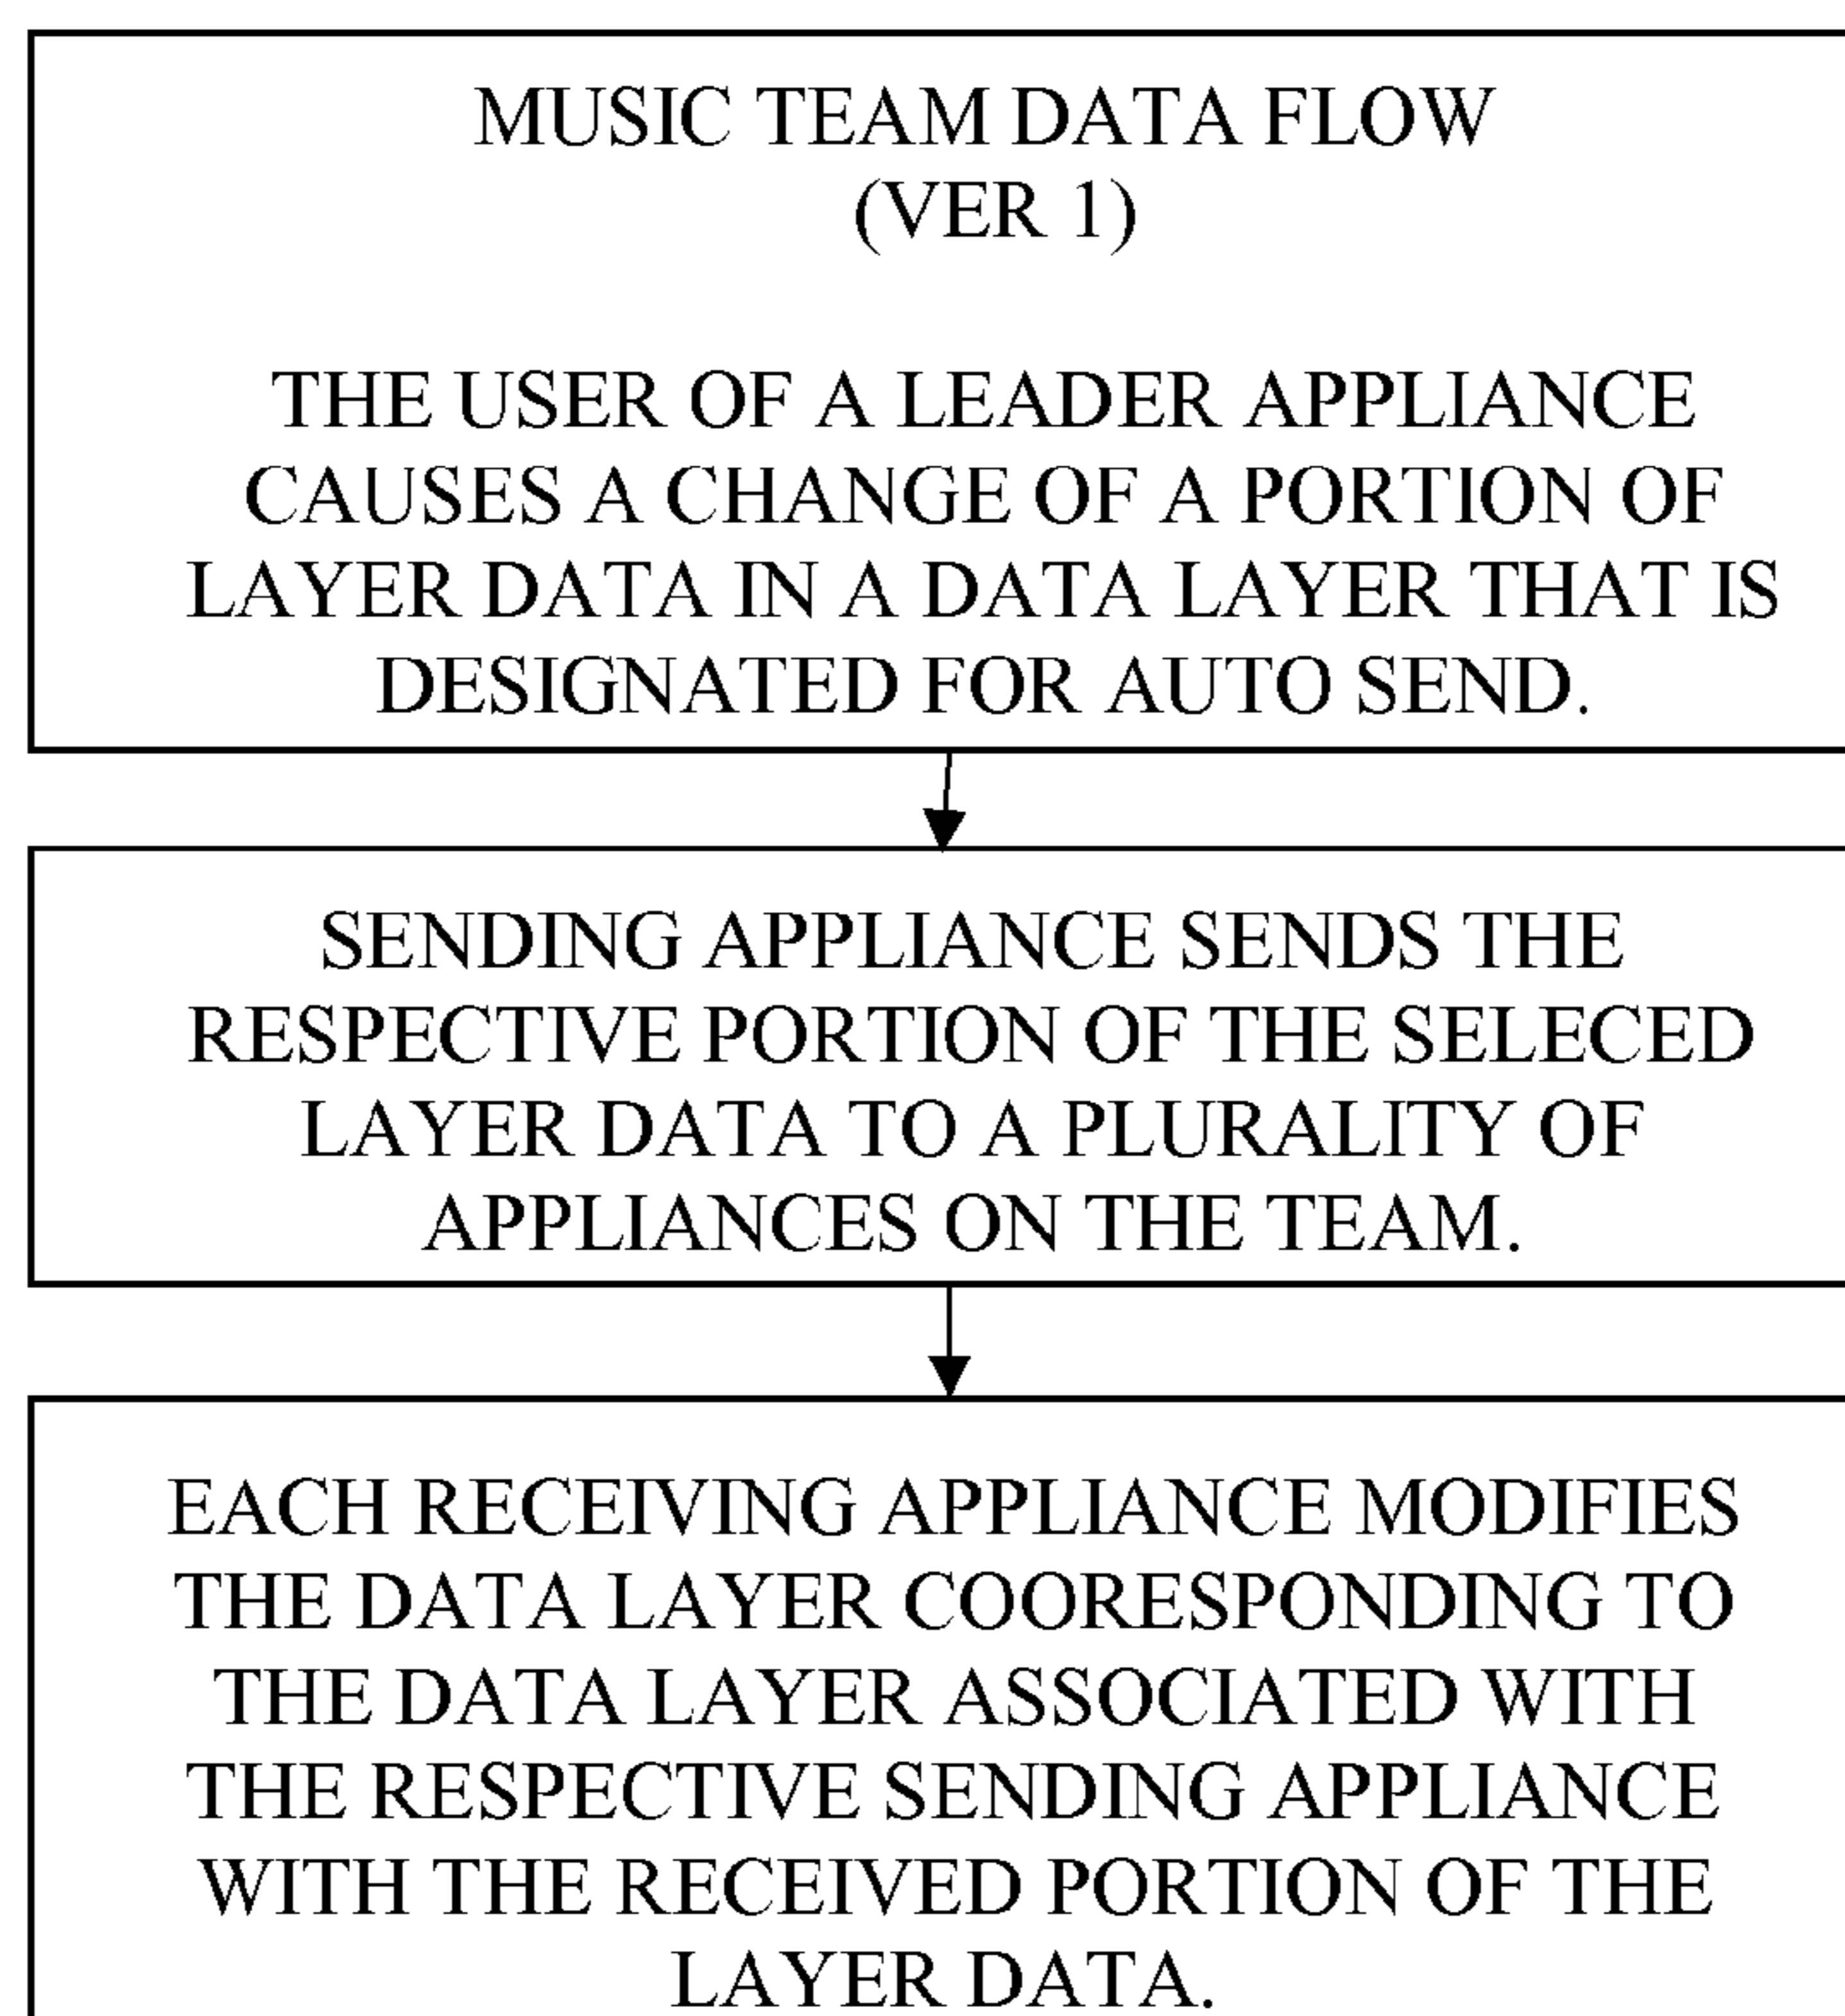 MUSIC TEAM DATA FLOW
(VER 1)
THE USER OF A LEADER APPLIANCE
CAUSES A CHANGE OF A PORTION OF
LAYER DATA IN A DATA LAYER THAT IS
DESIGNATED FOR AUTO SEND.
SENDING APPLIANCE SENDS THE
RESPECTIVE PORTION OF THE SELECED
LAYER DATA TO A PLURALITY OF
APPLIANCES ON THE TEAM.
EACH RECEIVING APPLIANCE MODIFIES
THE DATA LAYER COORESPONDING TO
THE DATA LAYER ASSOCIATED WITH
THE RESPECTIVE SENDING APPLIANCE
WITH THE RECEIVED PORTION OF THE
LAYER DATA.